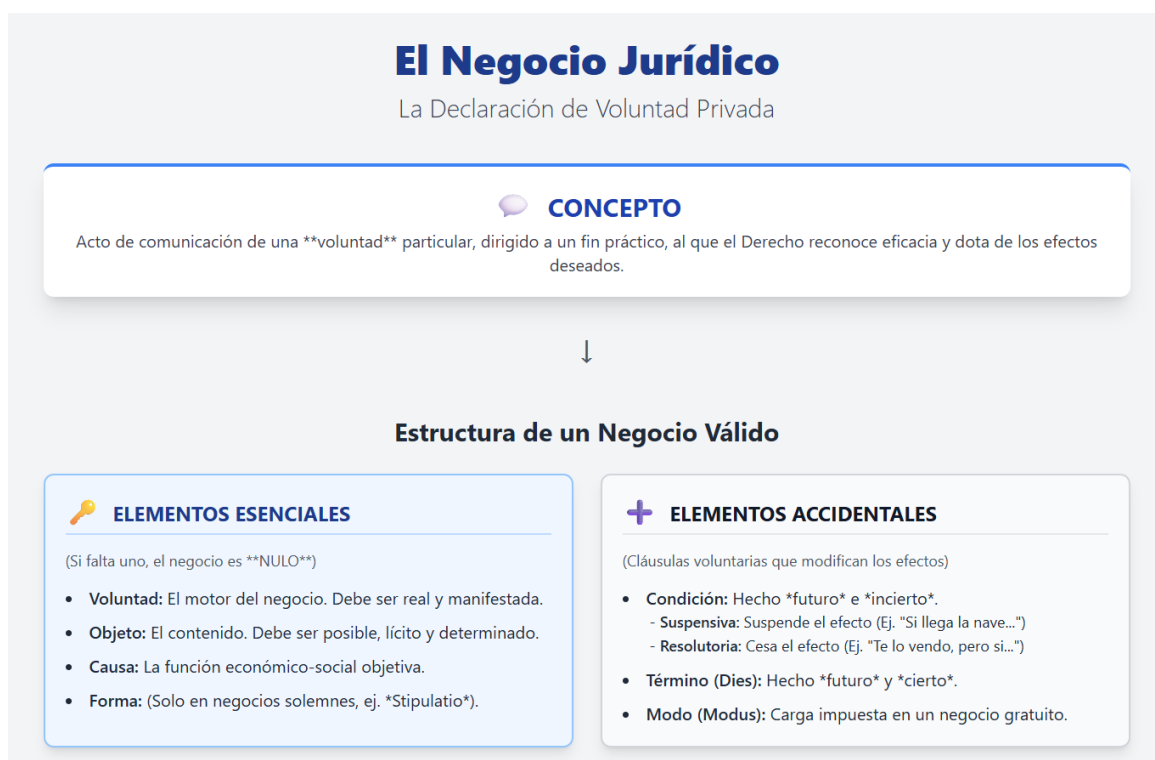 El Negocio Jurídico
La Declaración de Voluntad Privada
CONCEPTO
Acto de comunicación de una **voluntad** particular, dirigido a un fin práctico, al que el Derecho reconoce eficacia y dota de los efectos
deseados.
↓
Estructura de un Negocio Válido
ELEMENTOS ESENCIALES
(Si falta uno, el negocio es **NULO**)
• Voluntad: El motor del negocio. Debe ser real y manifestada.
• Objeto: El contenido. Debe ser posible, lícito y determinado.
• Causa: La función económico-social objetiva.
• Forma: (Solo en negocios solemnes, ej. *Stipulatio*).
ELEMENTOS ACCIDENTALES
(Cláusulas voluntarias que modifican los efectos)
• Condición: Hecho *futuro* e *incierto*.
- Suspensiva: Suspende el efecto (Ej. "Si llega la nave...")
- Resolutoria: Cesa el efecto (Ej. "Te lo vendo, pero si...")
• Término (Dies): Hecho *futuro* y *cierto*.
• Modo (Modus): Carga impuesta en un negocio gratuito.